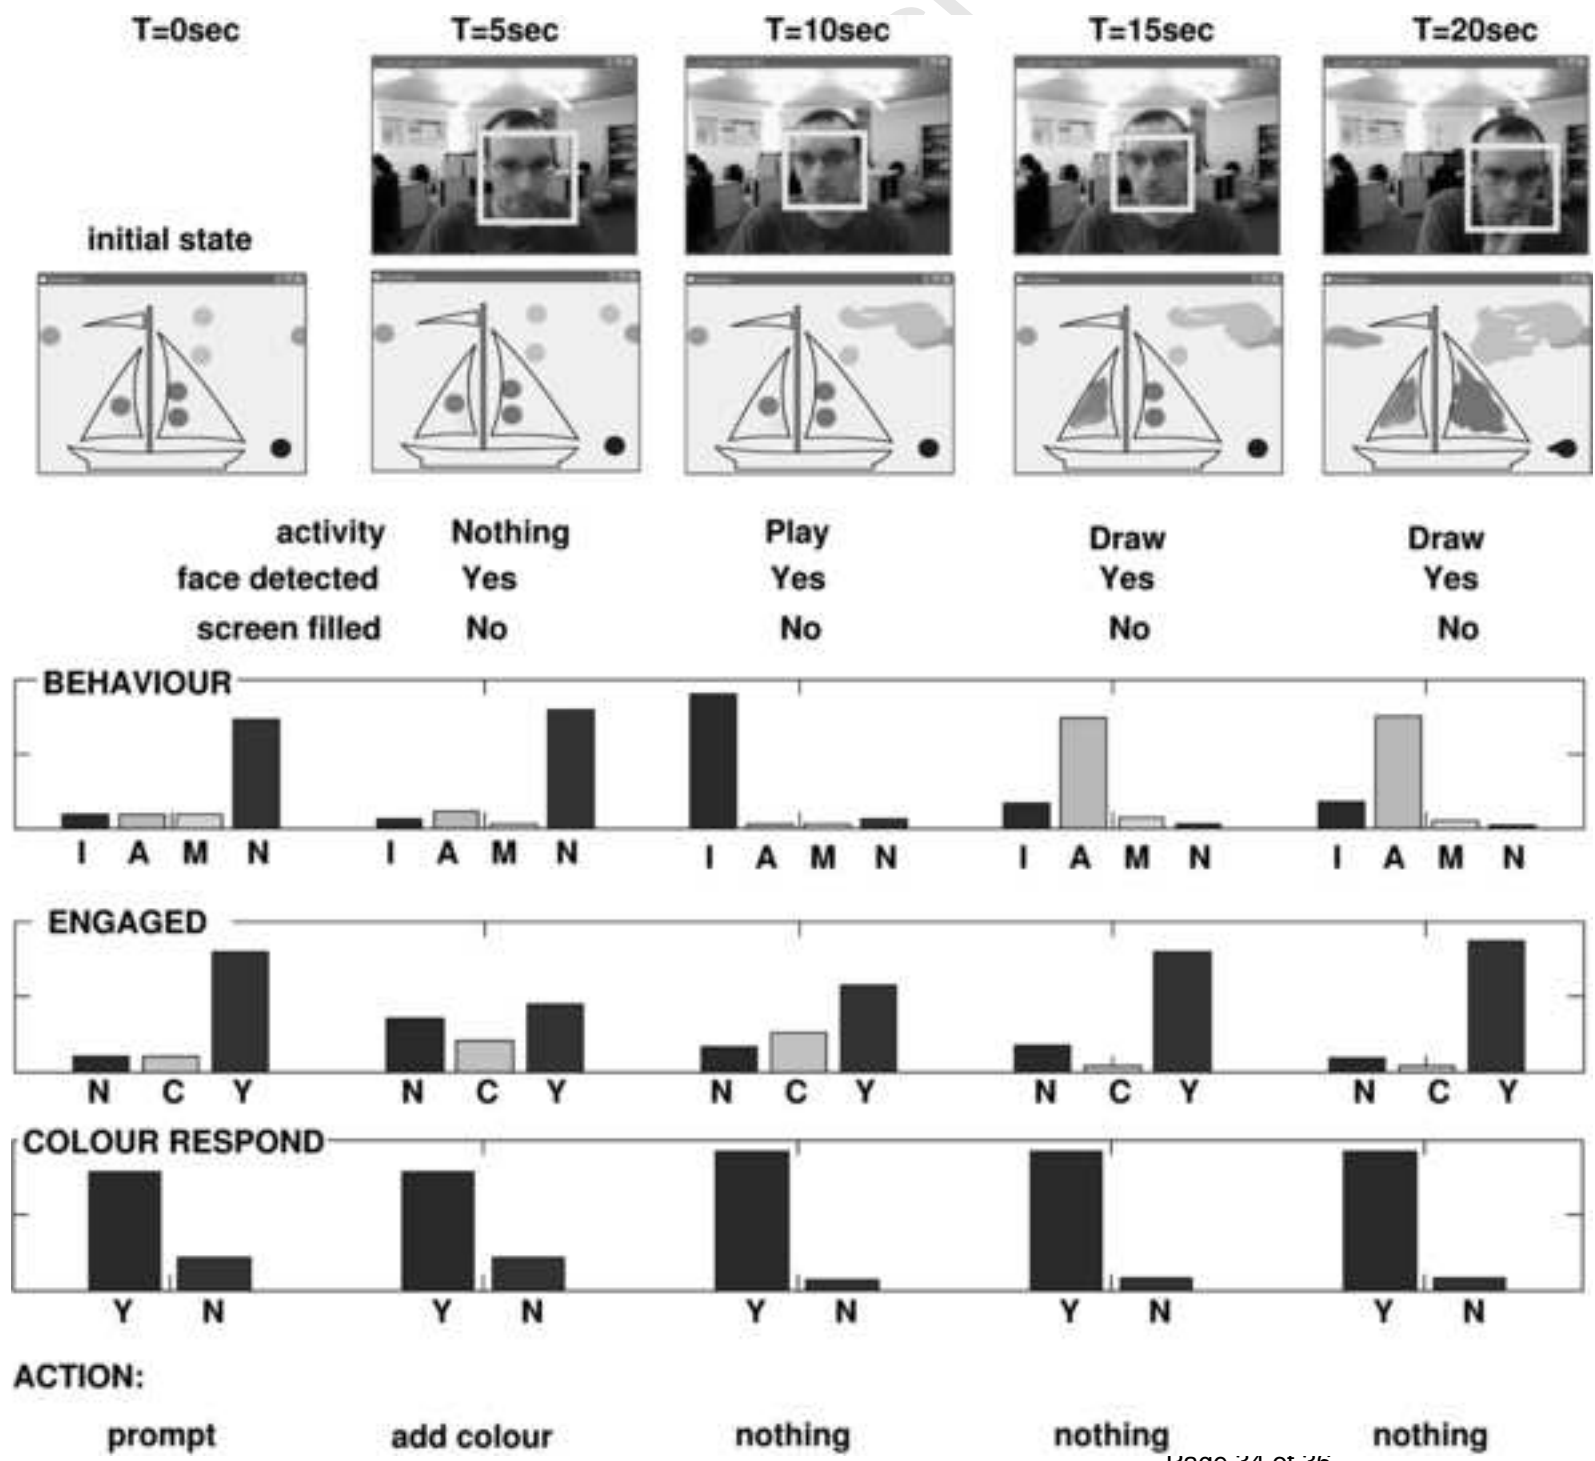 T=0sec T=5sec T=10sec T=15sec T=20sec
initial state
activity Nothing Play Draw Draw
face detected Yes Yes Yes Yes
screen filled No No No No
BEHAVIOUR
I A M N I A M N I A M N I A M N I A M N
ENGAGED
N C Y N C Y N C Y N C Y N C Y
COLOUR RESPOND
Y N Y N Y N Y N Y N
ACTION:
prompt add colour nothing nothing nothing